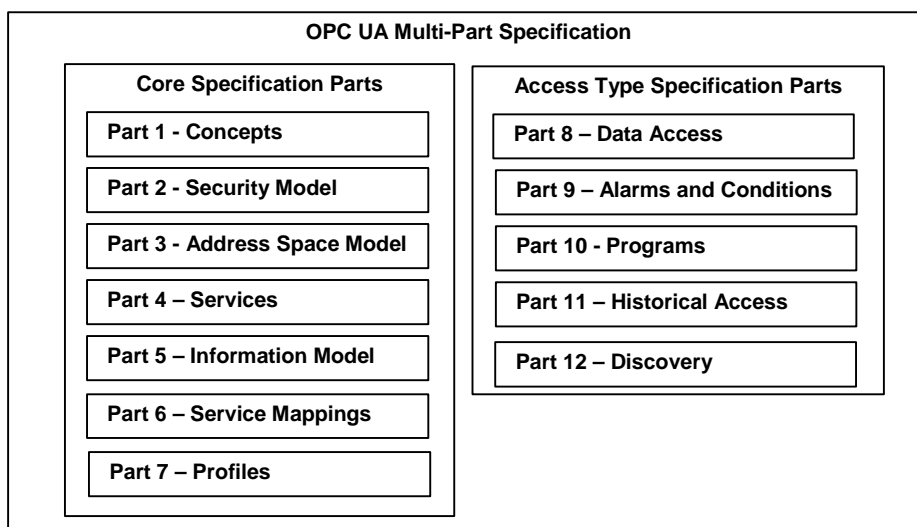 OPC UA Multi-Part Specification
Core Specification Parts
Part 1 - Concepts
Part 2 - Security Model
Part 3 - Address Space Model
Part 4 – Services
Part 5 – Information Model
Part 6 – Service Mappings
Part 7 – Profiles
Access Type Specification Parts
Part 8 – Data Access
Part 9 – Alarms and Conditions
Part 10 - Programs
Part 11 – Historical Access
Part 12 – Discovery